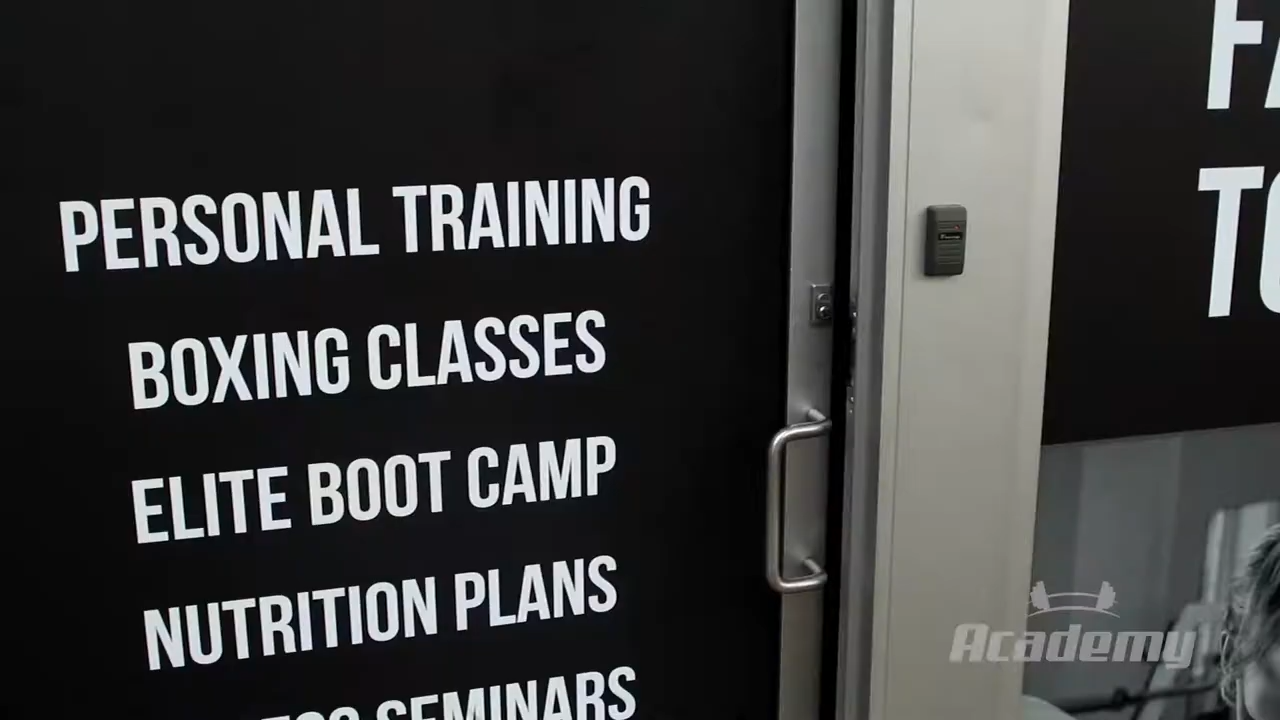 PERSONAL TRAINING
BOXING CLASSES
ELITE BOOT CAMP
NUTRITION PLANS
SEMINARS
Academy